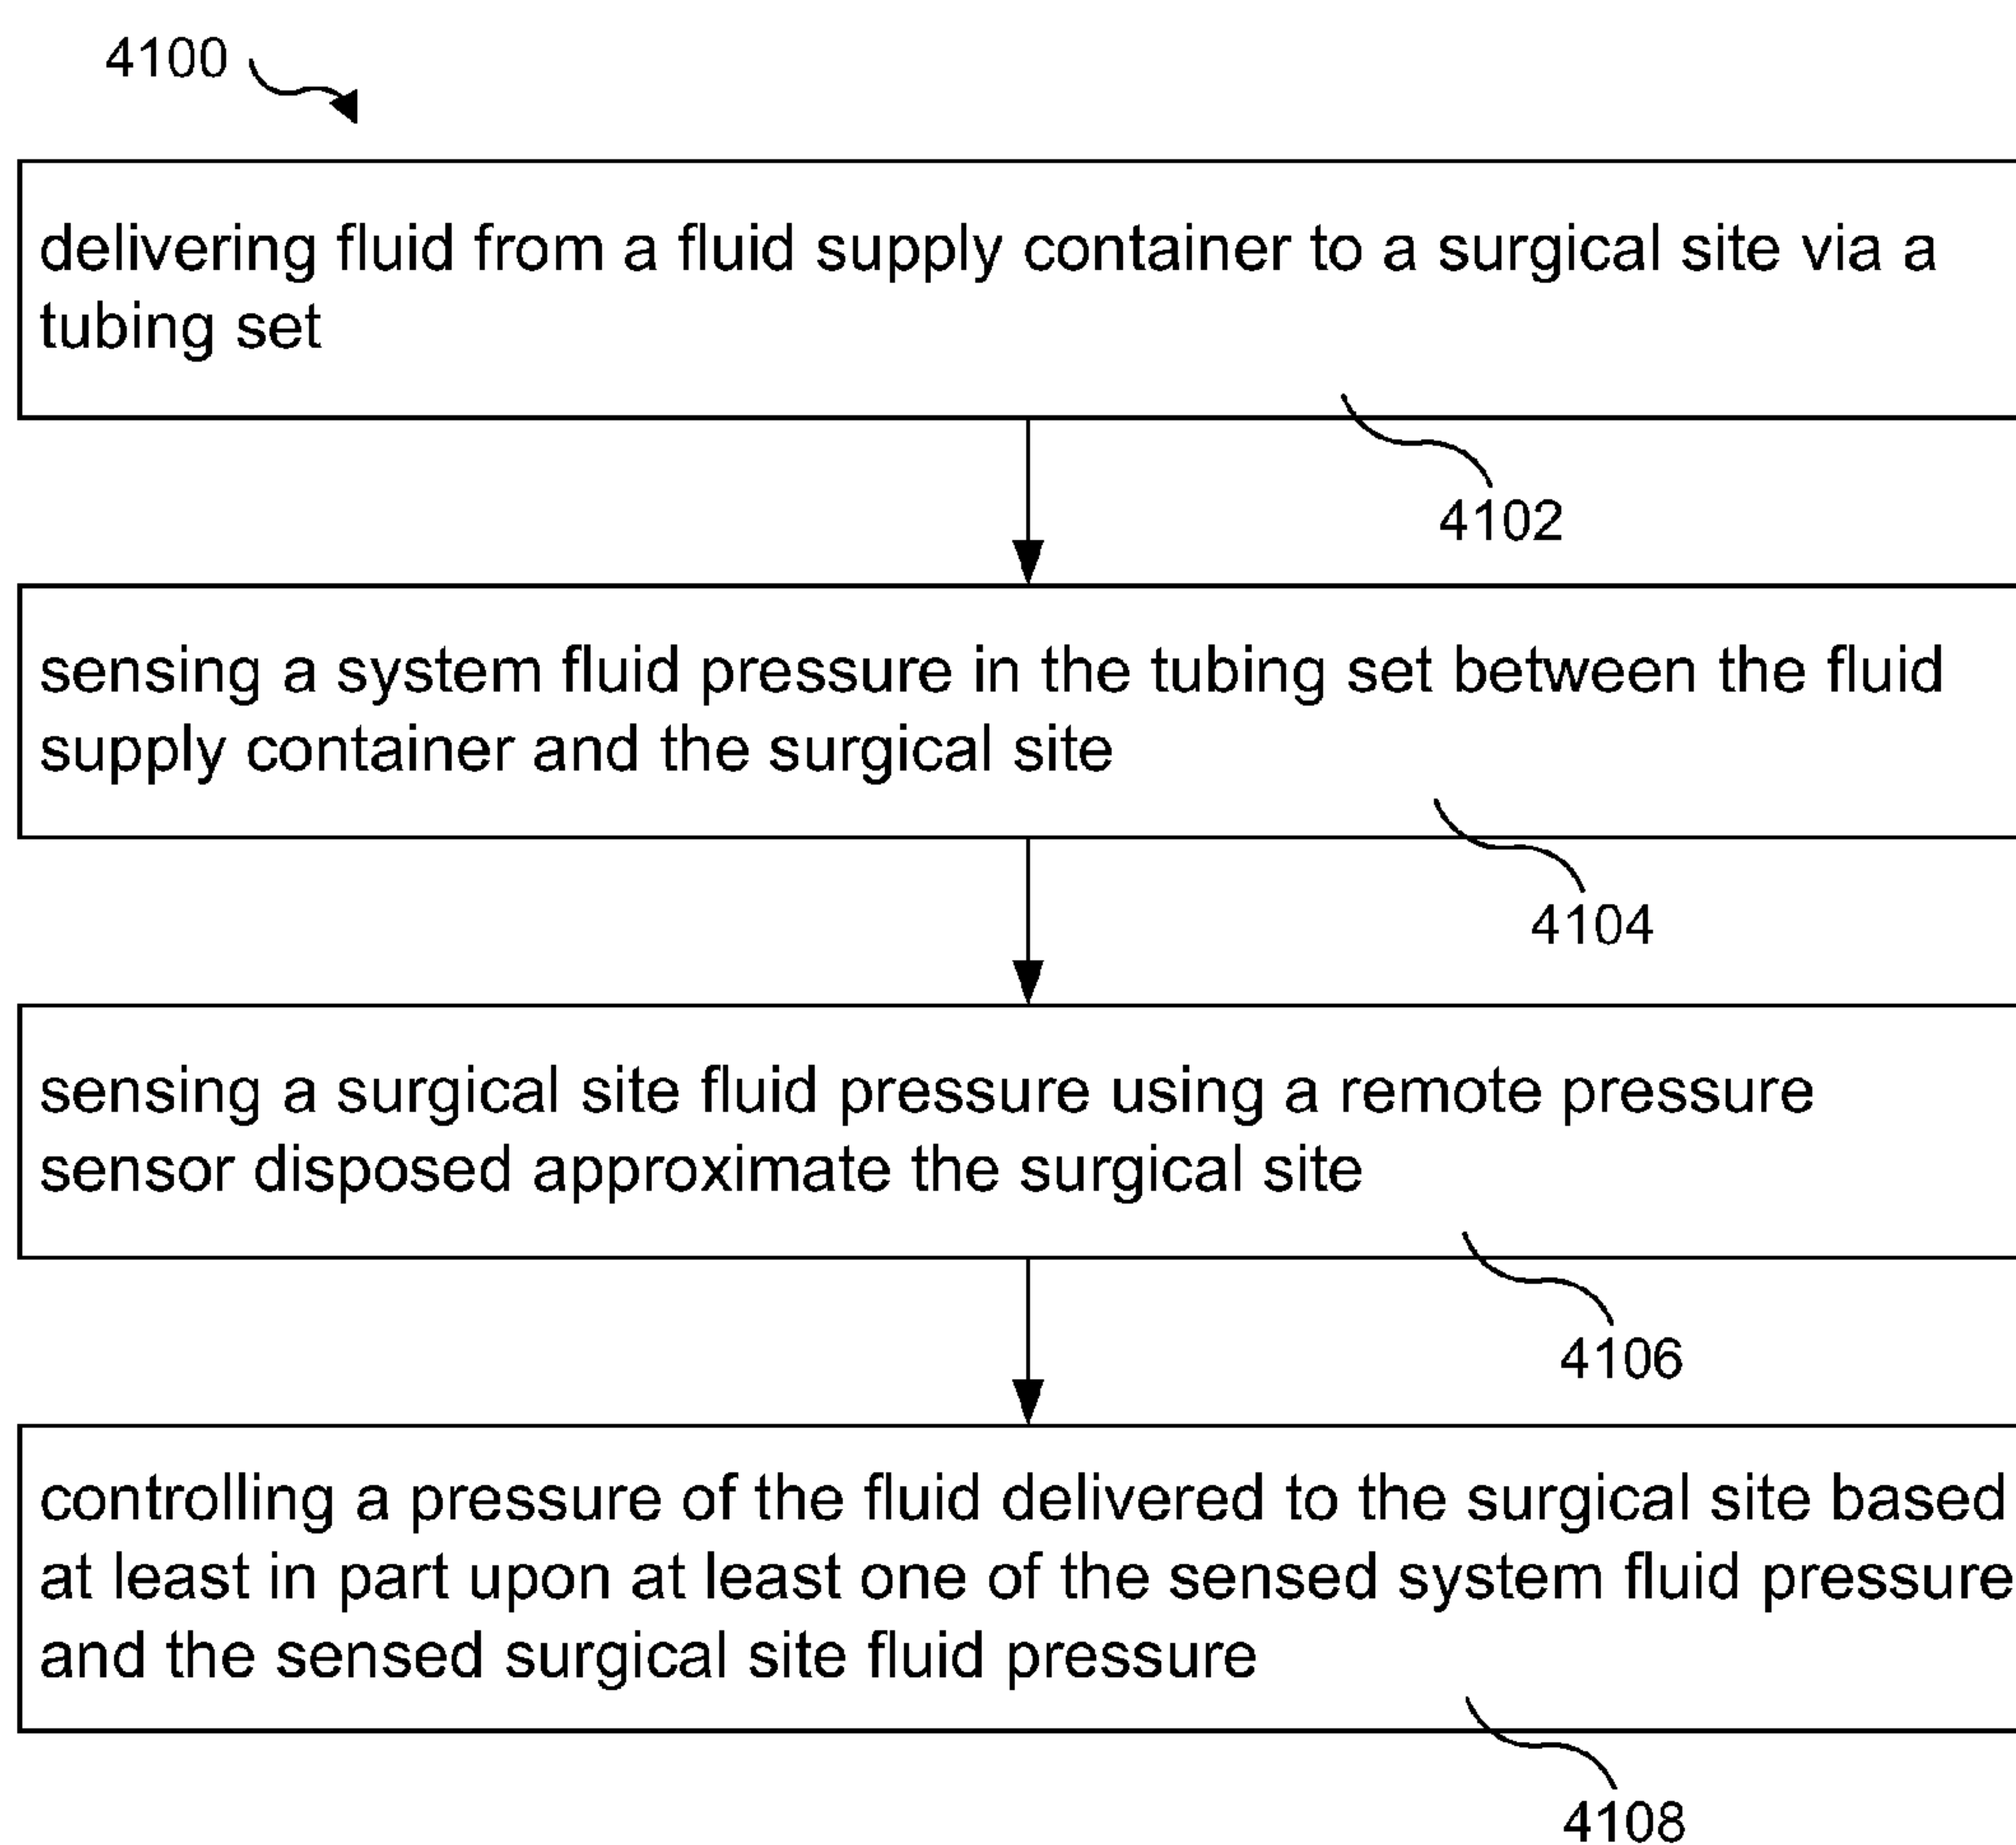 4100
delivering fluid from a fluid supply container to a surgical site via a
tubing set
4102
sensing a system fluid pressure in the tubing set between the fluid
supply container and the surgical site
4104
sensing a surgical site fluid pressure using a remote pressure
sensor disposed approximate the surgical site
4106
controlling a pressure of the fluid delivered to the surgical site based
at least in part upon at least one of the sensed system fluid pressure
and the sensed surgical site fluid pressure
4108